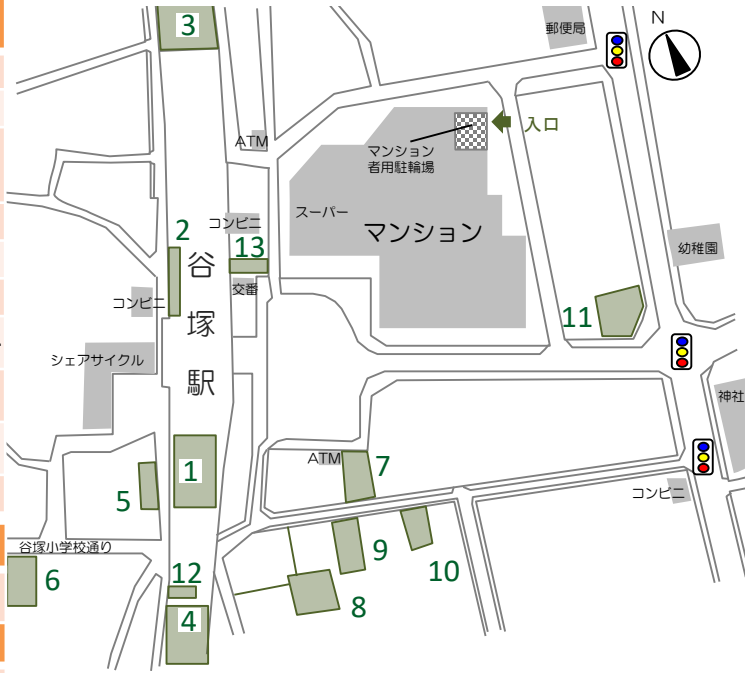 3
郵便局
N
ATM
マンション
者用駐輪場
入口
スーパー
マンション
コンビニ
2
13
谷塚駅
交番
幼稚園
コンビニ
11
シェアサイクル
神社
ATM
7
1
5
コンビニ
谷塚小学校通り
9
10
6
12
8
4